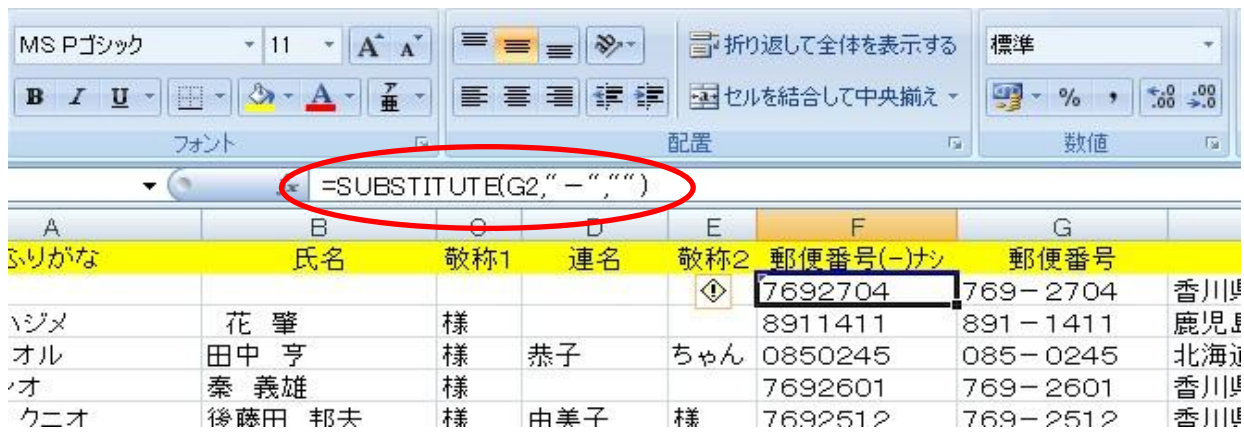 MS Pゴシック 11 A A 折り返して全体を表示する 標準
B I U A ア亜 セルを結合して中央揃え % , .0 .00 .00 .0
フォント 配置 数値
fx =SUBSTITUTE(G2,"－","")
A B C D E F G
ふりがな 氏名 敬称1 連名 敬称2 郵便番号(-)ナシ 郵便番号
7692704 769－2704 香川県
ハジメ 花 肇 様 8911411 891－1411 鹿児島
オル 田中 亨 様 恭子 ちゃん 0850245 085－0245 北海道
オ 秦 義雄 様 7692601 769－2601 香川県
クニオ 後藤田 邦夫 様 由美子 様 7692512 769－2512 香川県